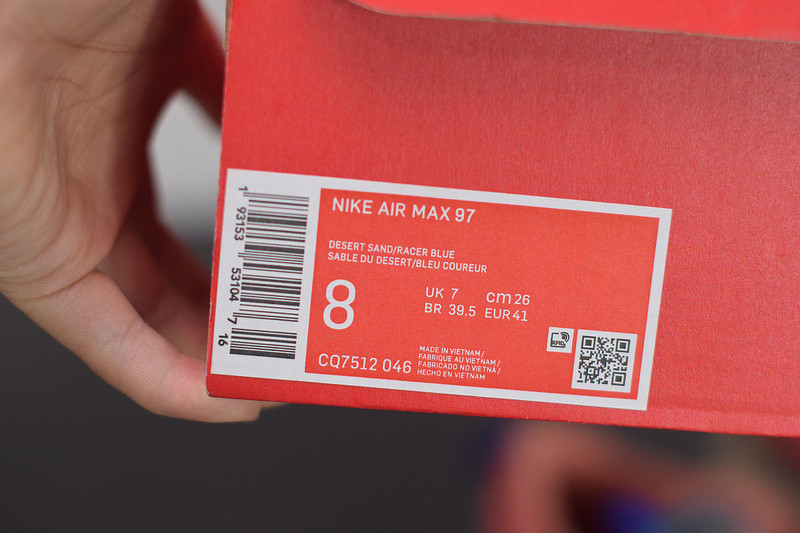 NIKE AIR MAX 97
DESERT SAND/RACER BLUE
SABLE DU DESERT/BLEU COUREUR
8
UK 7 cm 26
BR 39.5 EUR 41
CQ7512 046
MADE IN VIETNAM /
FABRIQUE AU VIETNAM /
FABRICADO NO VIETNÃ /
HECHO EN VIETNAM
RFID
1 93153 53104 7 16